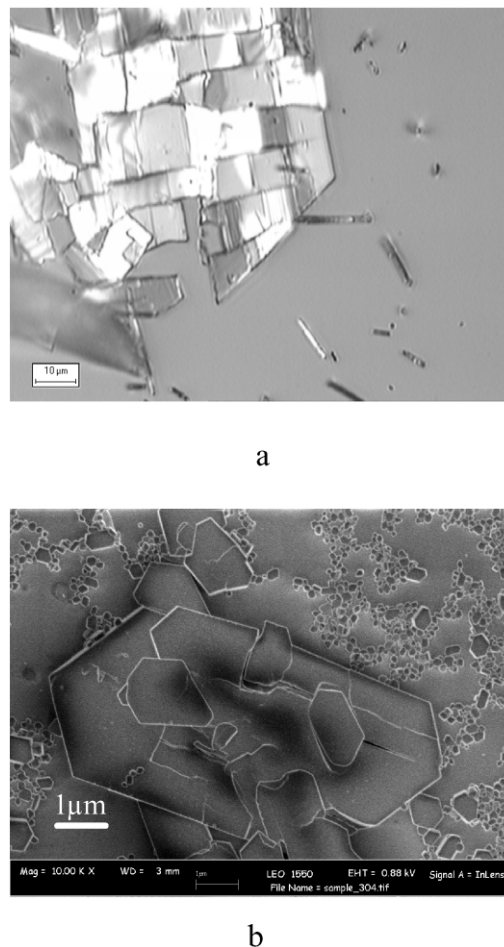 10 µm
a
1µm
Mag = 10.00 K X WD = 3 mm 1µm LEO 1550 EHT = 0.88 kV Signal A = InLens
File Name = sample_304.tif
b